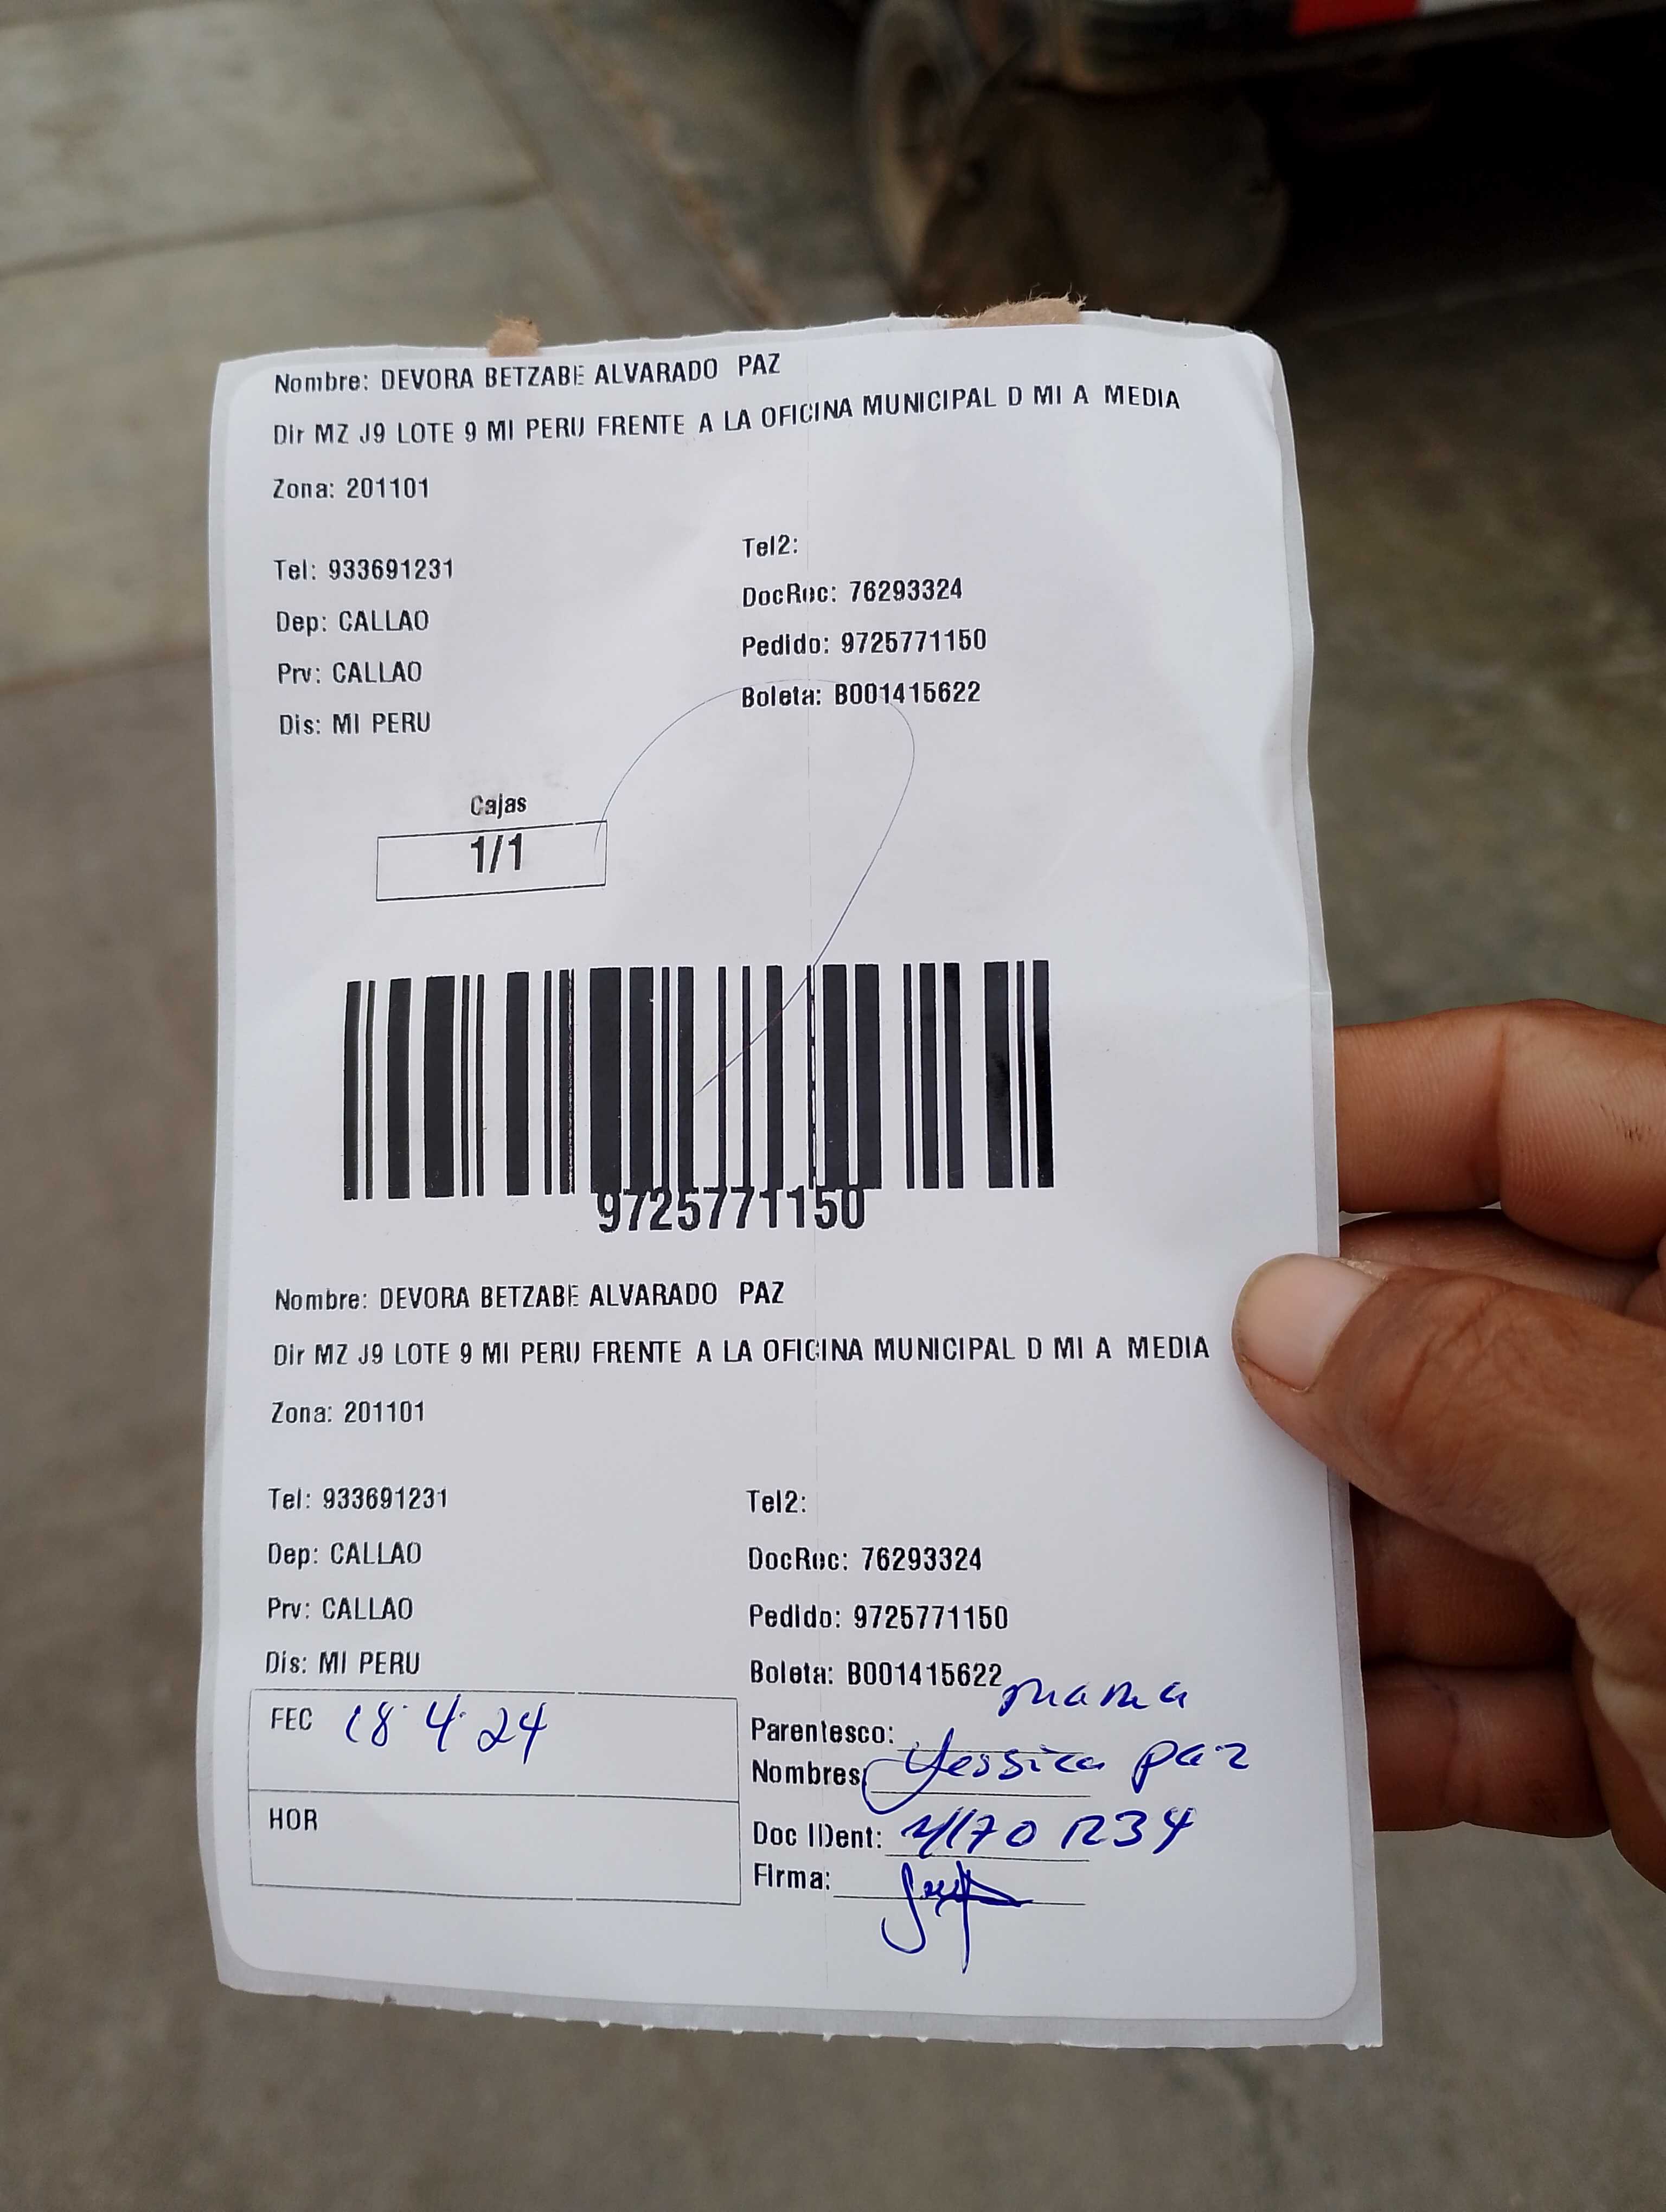 Nombre: DEVORA BETZABE ALVARADO PAZ
Dir MZ J9 LOTE 9 MI PERU FRENTE A LA OFICINA MUNICIPAL D MI A MEDIA
Zona: 201101
Tel: 933691231
Tel2:
DocRec: 76293324
Dep: CALLAO
Pedido: 9725771150
Prv: CALLAO
Boleta: B001415622
Dis: MI PERU
Cajas
1/1
9725771150
Nombre: DEVORA BETZABE ALVARADO PAZ
Dir MZ J9 LOTE 9 MI PERU FRENTE A LA OFICINA MUNICIPAL D MI A MEDIA
Zona: 201101
Tel: 933691231
Tel2:
Dep: CALLAO
DocRec: 76293324
Prv: CALLAO
Pedido: 9725771150
Dis: MI PERU
Boleta: B001415622
FEC 18 4 24
Parentesco: mama
Nombres: Yessica paz
HOR
Doc IDent:
Firma: